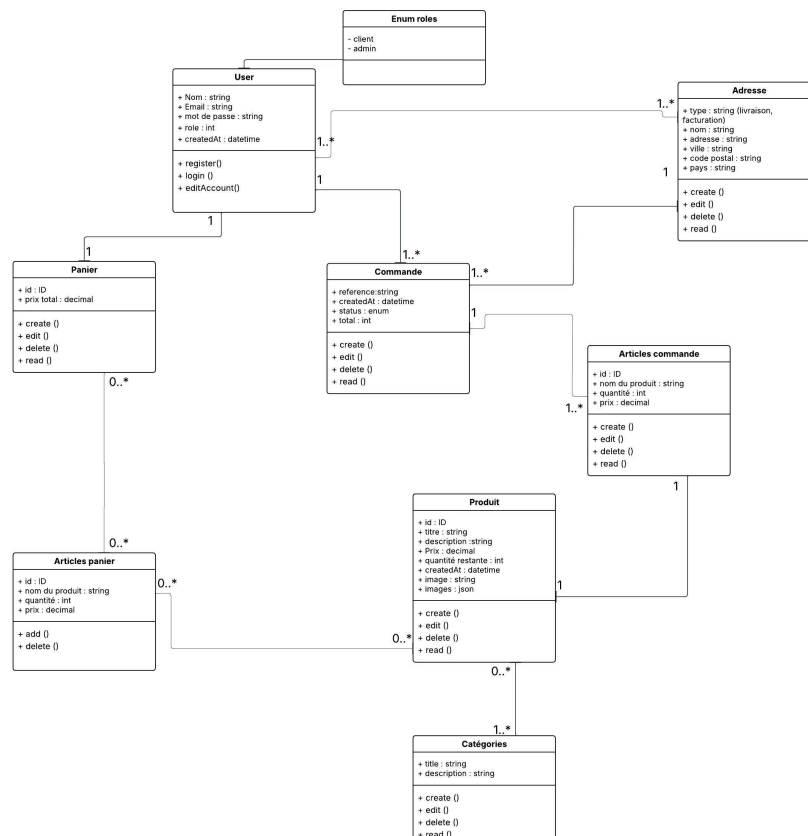 Enum roles
- client
- admin
User
+ Nom : string
+ Email : string
+ mot de passe : string
+ role : int
+ createdAt : datetime
+ register()
+ login ()
+ editAccount()
1..*
1
1
1..*
Adresse
+ type : string (livraison,
facturation)
+ nom : string
+ adresse : string
+ ville : string
+ code postal : string
+ pays : string
+ create ()
+ edit ()
+ delete ()
+ read ()
1
1
Panier
+ id : ID
+ prix total : decimal
+ create ()
+ edit ()
+ delete ()
+ read ()
0..*
1..*
Commande
+ reference:string
+ createdAt : datetime
+ status : enum
+ total : int
+ create ()
+ edit ()
+ delete ()
+ read ()
1..*
1
1..*
Articles commande
+ id : ID
+ nom du produit : string
+ quantité : int
+ prix : decimal
+ create ()
+ edit ()
+ delete ()
+ read ()
1
0..*
Articles panier
+ id : ID
+ nom du produit : string
+ quantité : int
+ prix : decimal
+ add ()
+ delete ()
0..*
0..*
Produit
+ id : ID
+ titre : string
+ description :string
+ Prix : decimal
+ quantité restante : int
+ createdAt : datetime
+ image : string
+ images : json
+ create ()
+ edit ()
+ delete ()
+ read ()
1
0..*
1..*
Catégories
+ title : string
+ description : string
+ create ()
+ edit ()
+ delete ()
+ read ()